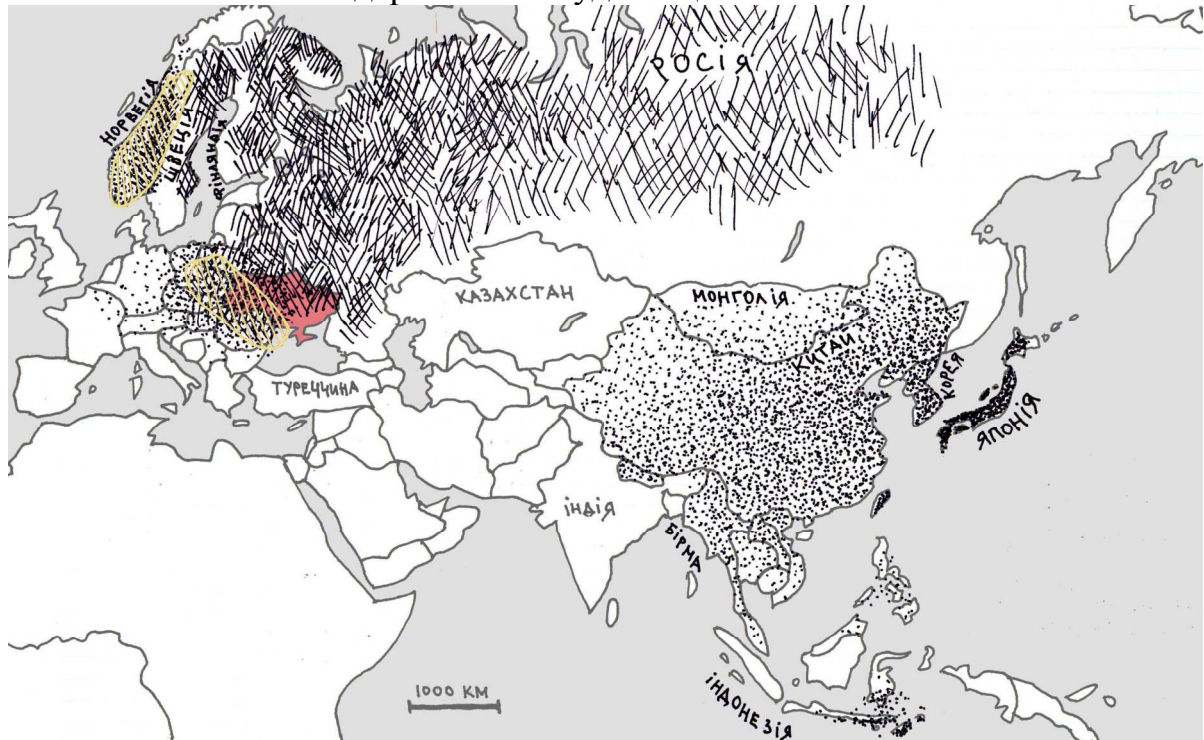 РОСІЯ
НОРВЕГІЯ
ШВЕЦІЯ
ФІНЛЯНДІЯ
КАЗАХСТАН
МОНГОЛІЯ
КИТАЙ
КОРЕЯ
ЯПОНІЯ
ТУРЕЧЧИНА
ІНДІЯ
БІРМА
1000 КМ
ІНДОНЕЗІЯ